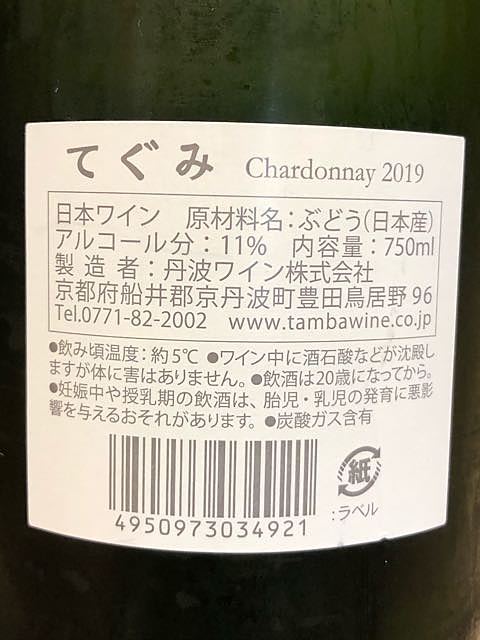 てぐみ Chardonnay 2019
日本ワイン 原材料名：ぶどう（日本産）
アルコール分：11% 内容量：750ml
製造者：丹波ワイン株式会社
京都府船井郡京丹波町豊田鳥居野 96
Tel.0771-82-2002 www.tambawine.co.jp
●飲み頃温度：約5℃ ●ワイン中に酒石酸などが沈殿し
ますが体に害はありません。●飲酒は20歳になってから。
●妊娠中や授乳期の飲酒は、胎児・乳児の発育に悪影
響を与えるおそれがあります。●炭酸ガス含有
4950973034921
紙
：ラベル